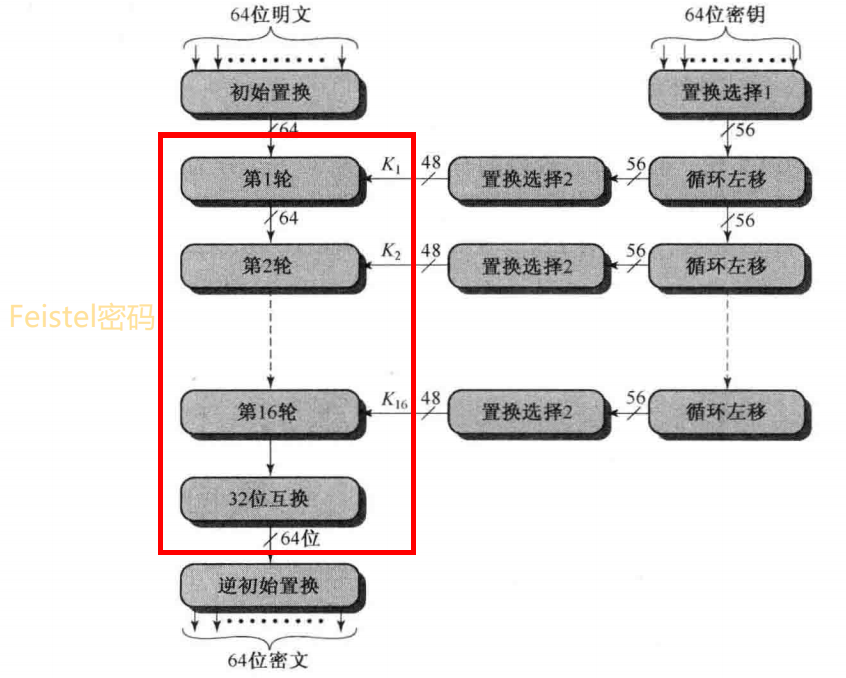 64位明文
64位密钥
初始置换
置换选择1
64
56
第1轮
K1
48
置换选择2
56
循环左移
64
56
第2轮
K2
48
置换选择2
56
循环左移
Feistel密码
第16轮
K16
48
置换选择2
56
循环左移
32位互换
64位
逆初始置换
64位密文